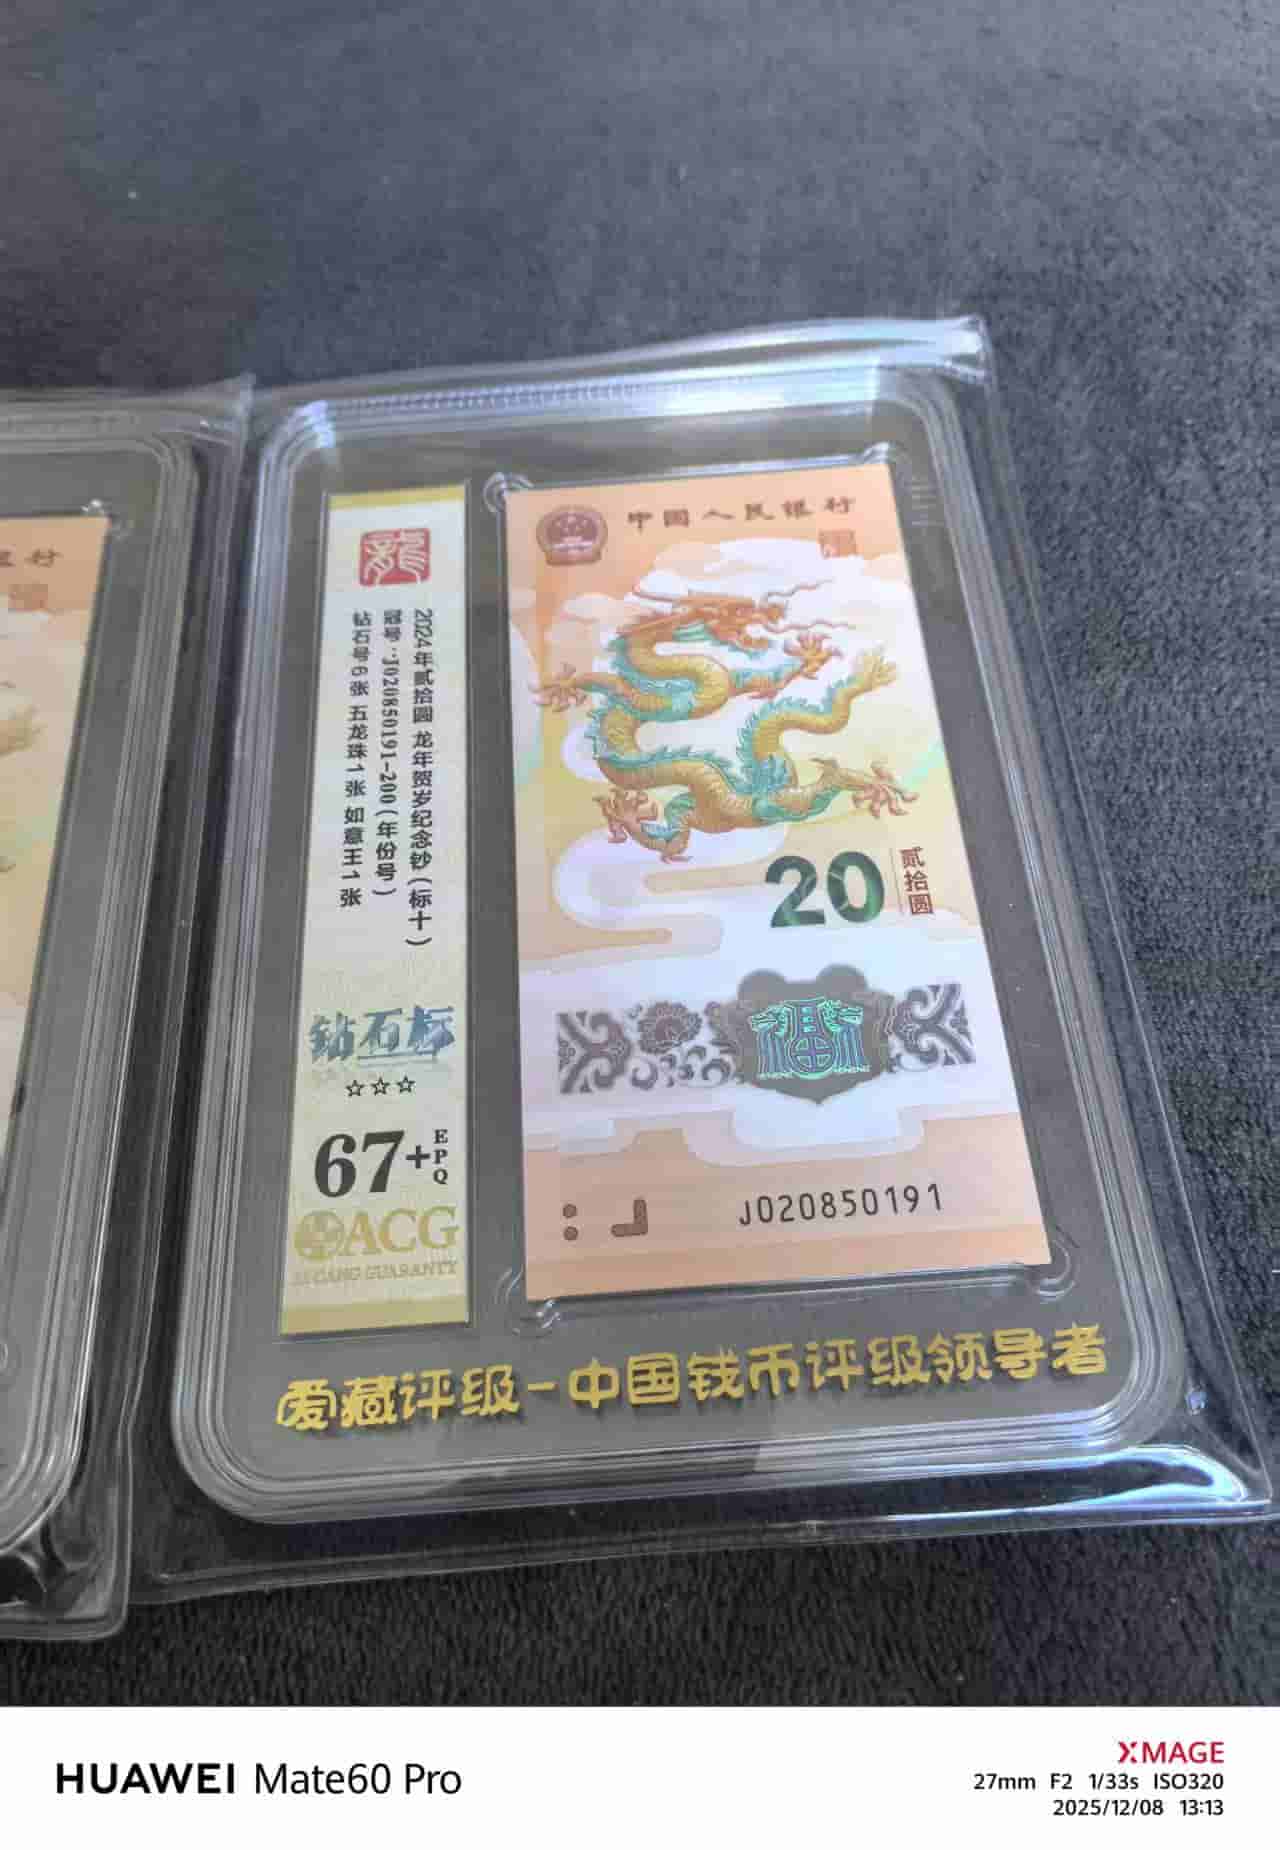 中国人民银行
龍
2024年贰拾圆 龙年贺岁纪念钞(标十)
冠号:J020850191-200(年份号)
钻石号6张 五龙珠1张 如意王1张
钻石标
☆☆☆
67+EPQ
ACG
AI CANG GUARANTY
20
贰拾圆
J020850191
爱藏评级-中国钱币评级领导者
HUAWEI Mate60 Pro
XMAGE
27mm F2 1/33s ISO320
2025/12/08 13:13